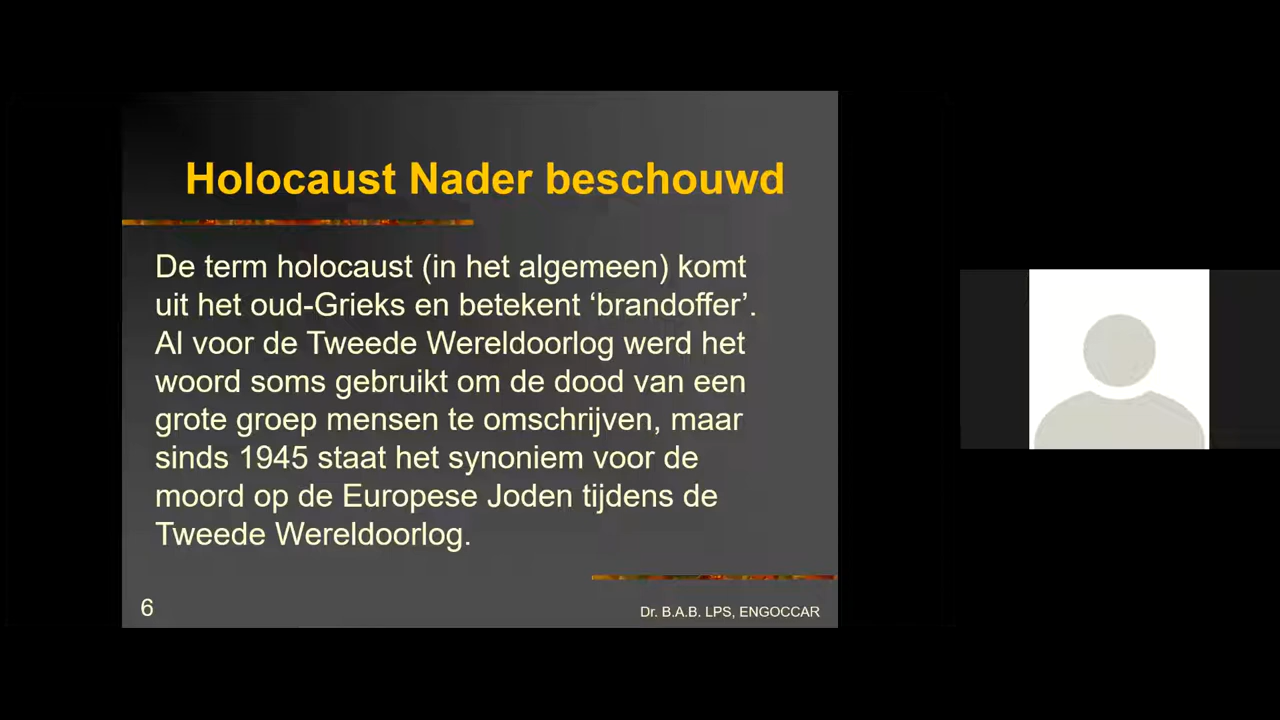 Holocaust Nader beschouwd
De term holocaust (in het algemeen) komt
uit het oud-Grieks en betekent ‘brandoffer’.
Al voor de Tweede Wereldoorlog werd het
woord soms gebruikt om de dood van een
grote groep mensen te omschrijven, maar
sinds 1945 staat het synoniem voor de
moord op de Europese Joden tijdens de
Tweede Wereldoorlog.
6
Dr. B.A.B. LPS, ENGOCCAR